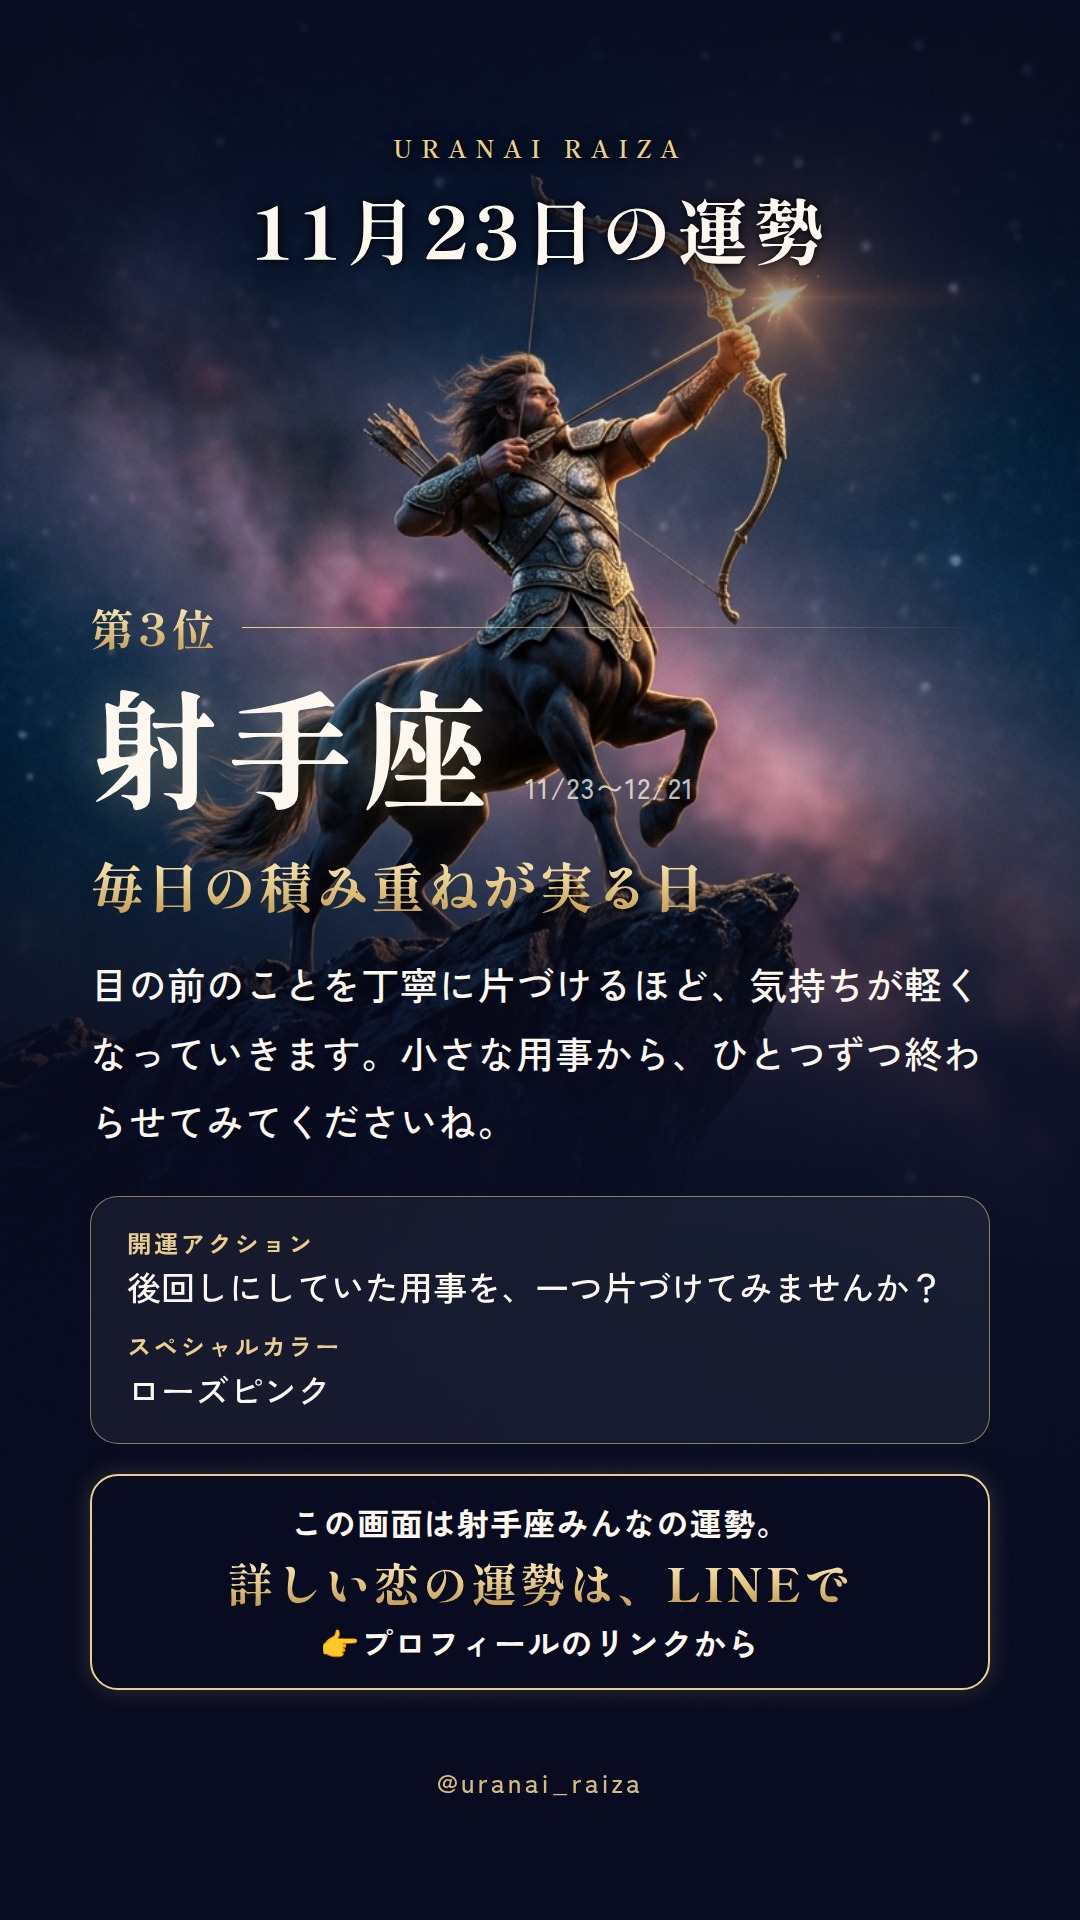 URANAI RAIZA
11月23日の運勢
第3位
射手座 11/23〜12/21
毎日の積み重ねが実る日
目の前のことを丁寧に片づけるほど、気持ちが軽く
なっていきます。小さな用事から、ひとつずつ終わ
らせてみてくださいね。
開運アクション
後回しにしていた用事を、一つ片づけてみませんか？
スペシャルカラー
ローズピンク
この画面は射手座みんなの運勢。
詳しい恋の運勢は、LINEで
👉プロフィールのリンクから
@uranai_raiza